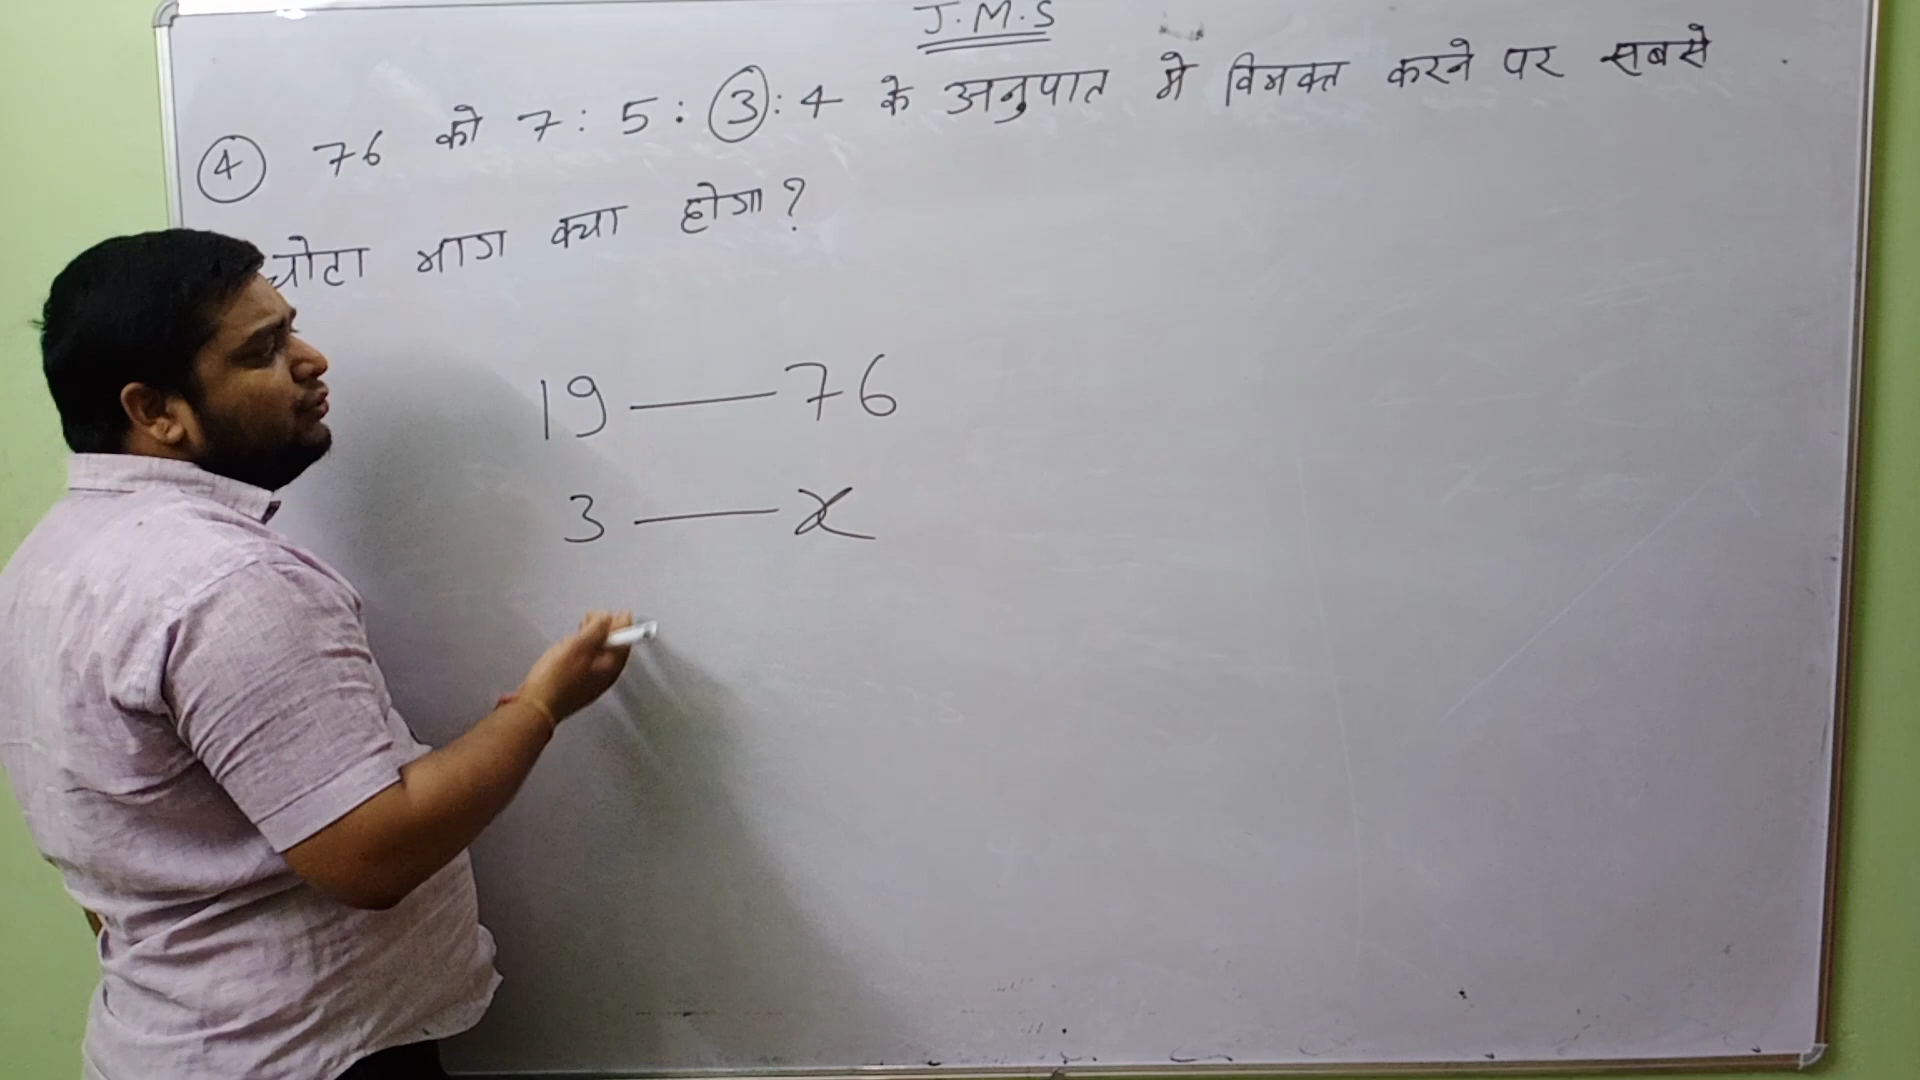 J.M.S
④ 76 को 7 : 5 : ③ : 4 के अनुपात मे विभक्त करने पर सबसे
छोटा भाग क्या होगा?
19 — 76
3 — x